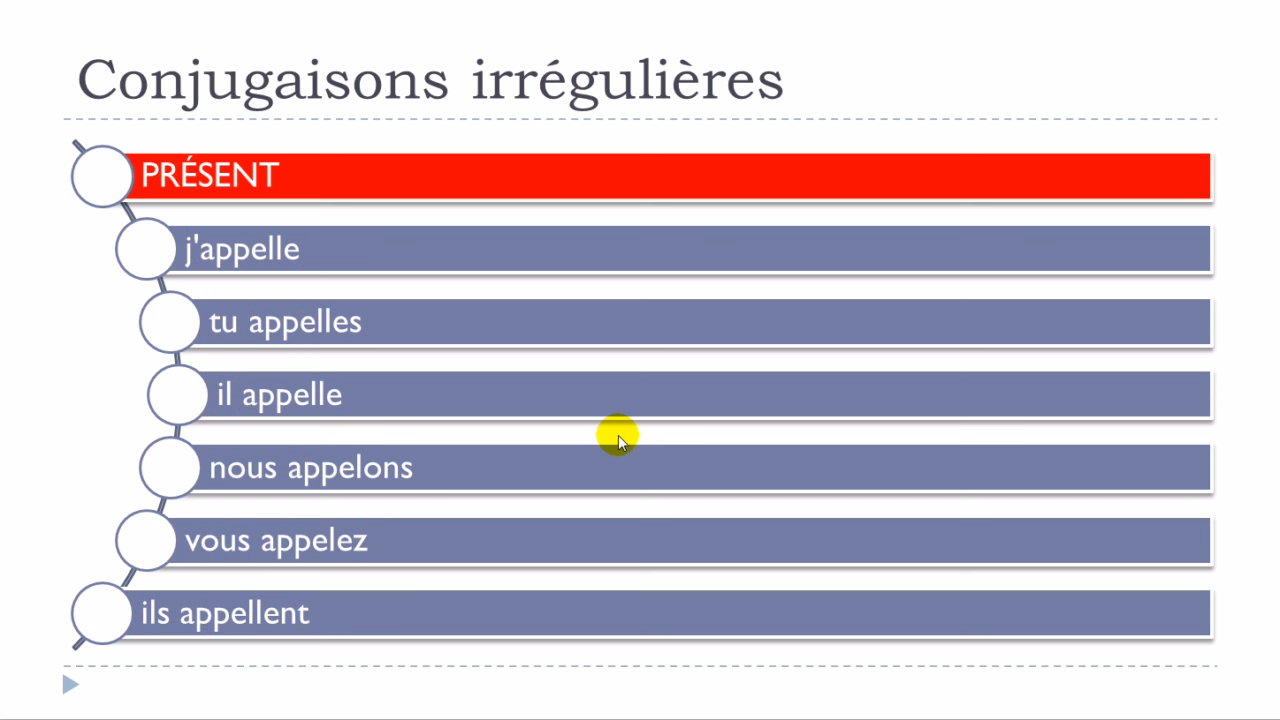 Conjugaisons irrégulières
PRÉSENT
j'appelle
tu appelles
il appelle
nous appelons
vous appelez
ils appellent